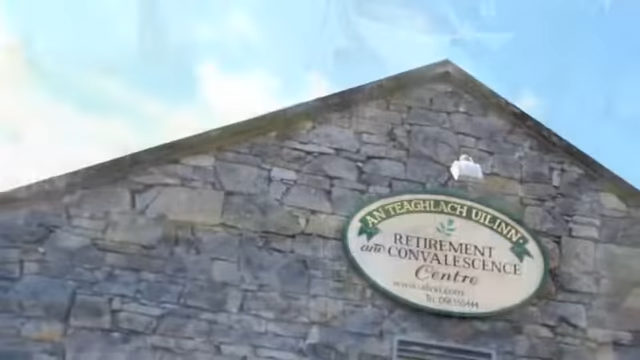 AN TEAGHLACH UILINN
RETIREMENT
and CONVALESCENCE
Centre